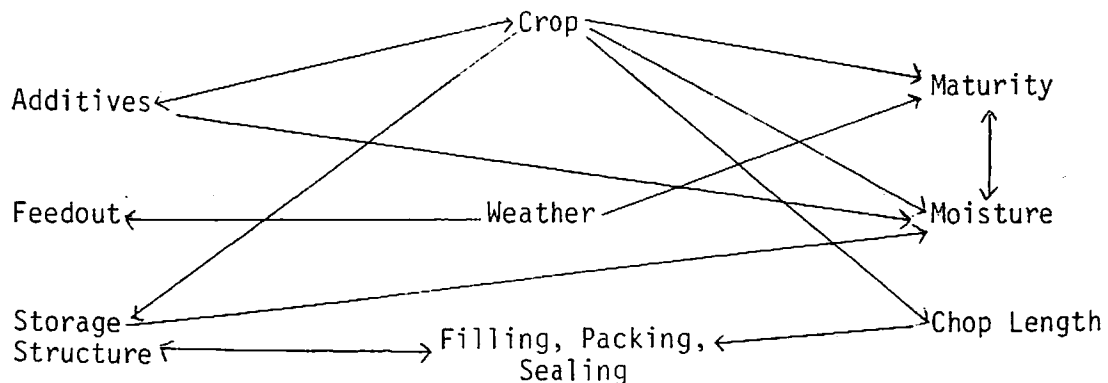 Crop
Additives
Maturity
Feedout
Weather
Moisture
Storage
Structure
Filling, Packing,
Sealing
Chop Length